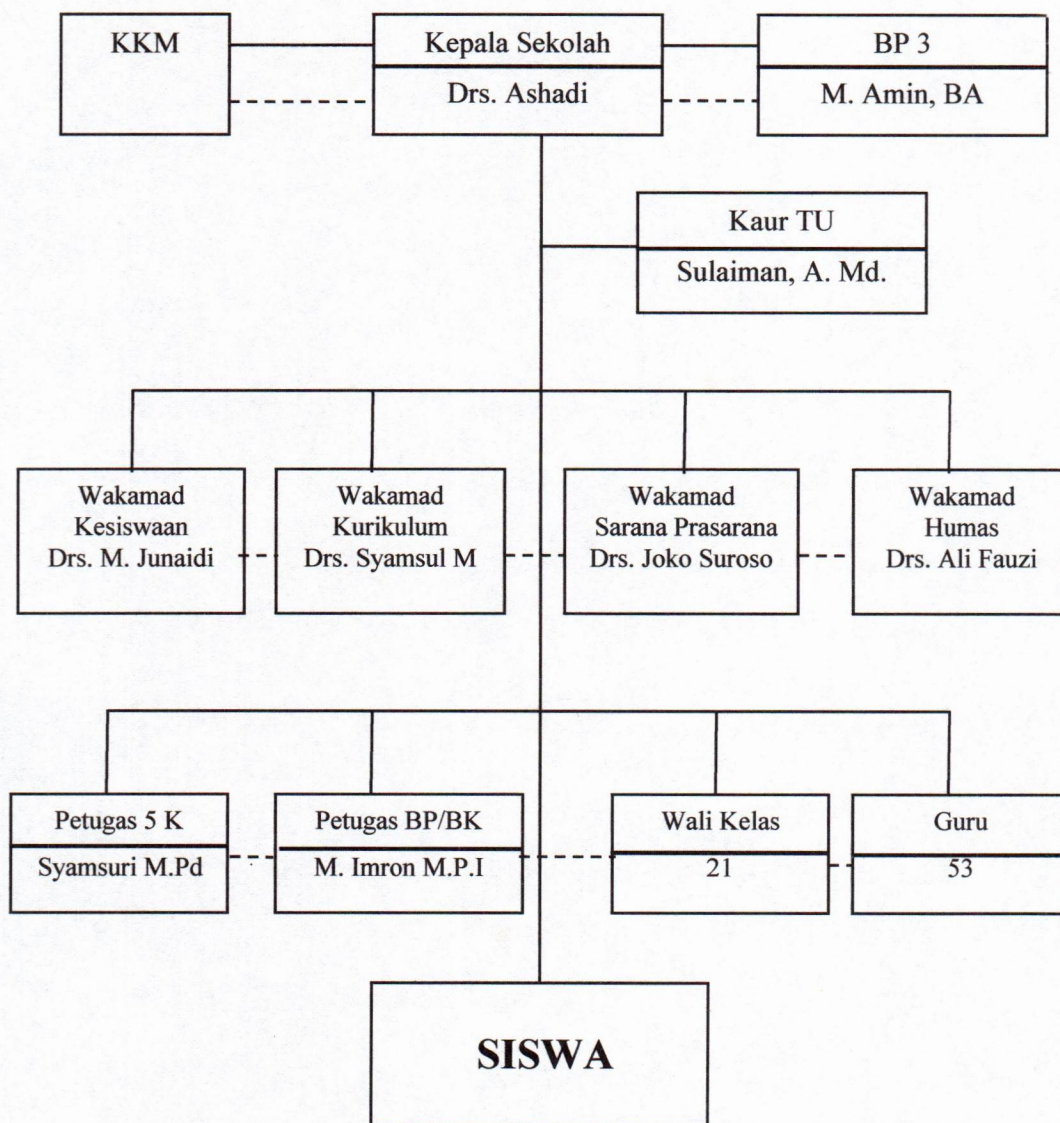 KKM
Kepala Sekolah
Drs. Ashadi
BP 3
M. Amin, BA
Kaur TU
Sulaiman, A. Md.
Wakamad
Kesiswaan
Drs. M. Junaidi
Wakamad
Kurikulum
Drs. Syamsul M
Wakamad
Sarana Prasarana
Drs. Joko Suroso
Wakamad
Humas
Drs. Ali Fauzi
Petugas 5 K
Syamsuri M.Pd
Petugas BP/BK
M. Imron M.P.I
Wali Kelas
21
Guru
53
SISWA